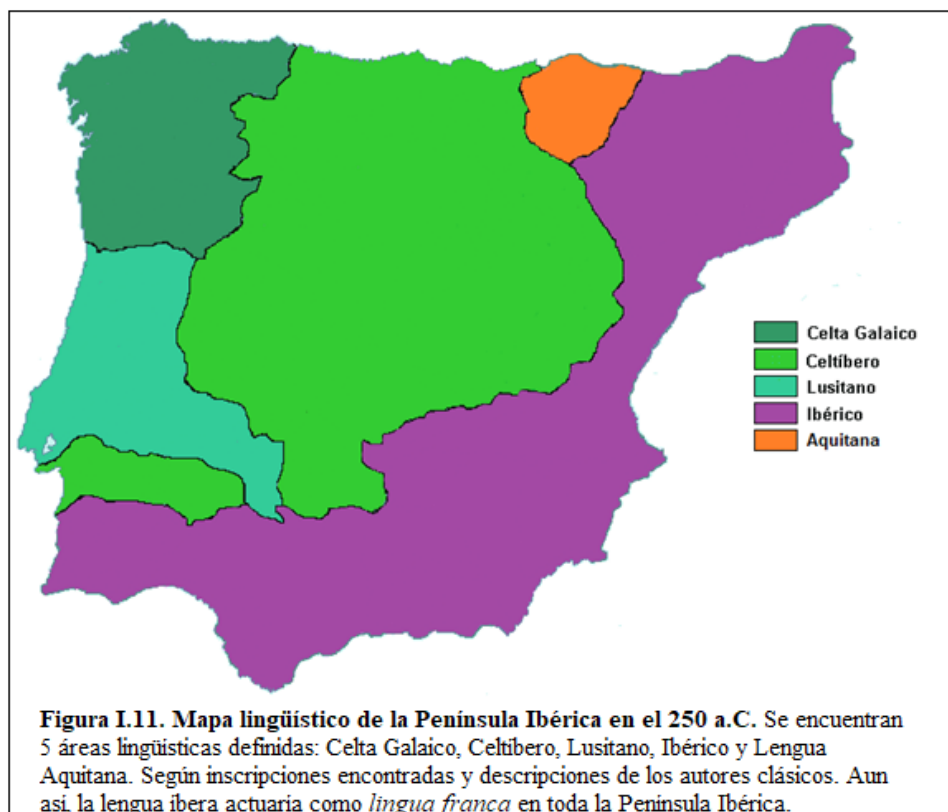 Celta Galaico
Celtíbero
Lusitano
Ibérico
Aquitana
Figura I.11. Mapa lingüístico de la Península Ibérica en el 250 a.C. Se encuentran
5 áreas lingüísticas definidas: Celta Galaico, Celtíbero, Lusitano, Ibérico y Lengua
Aquitana. Según inscripciones encontradas y descripciones de los autores clásicos. Aun
así, la lengua íbera actuaría como lingua franca en toda la Península Ibérica.